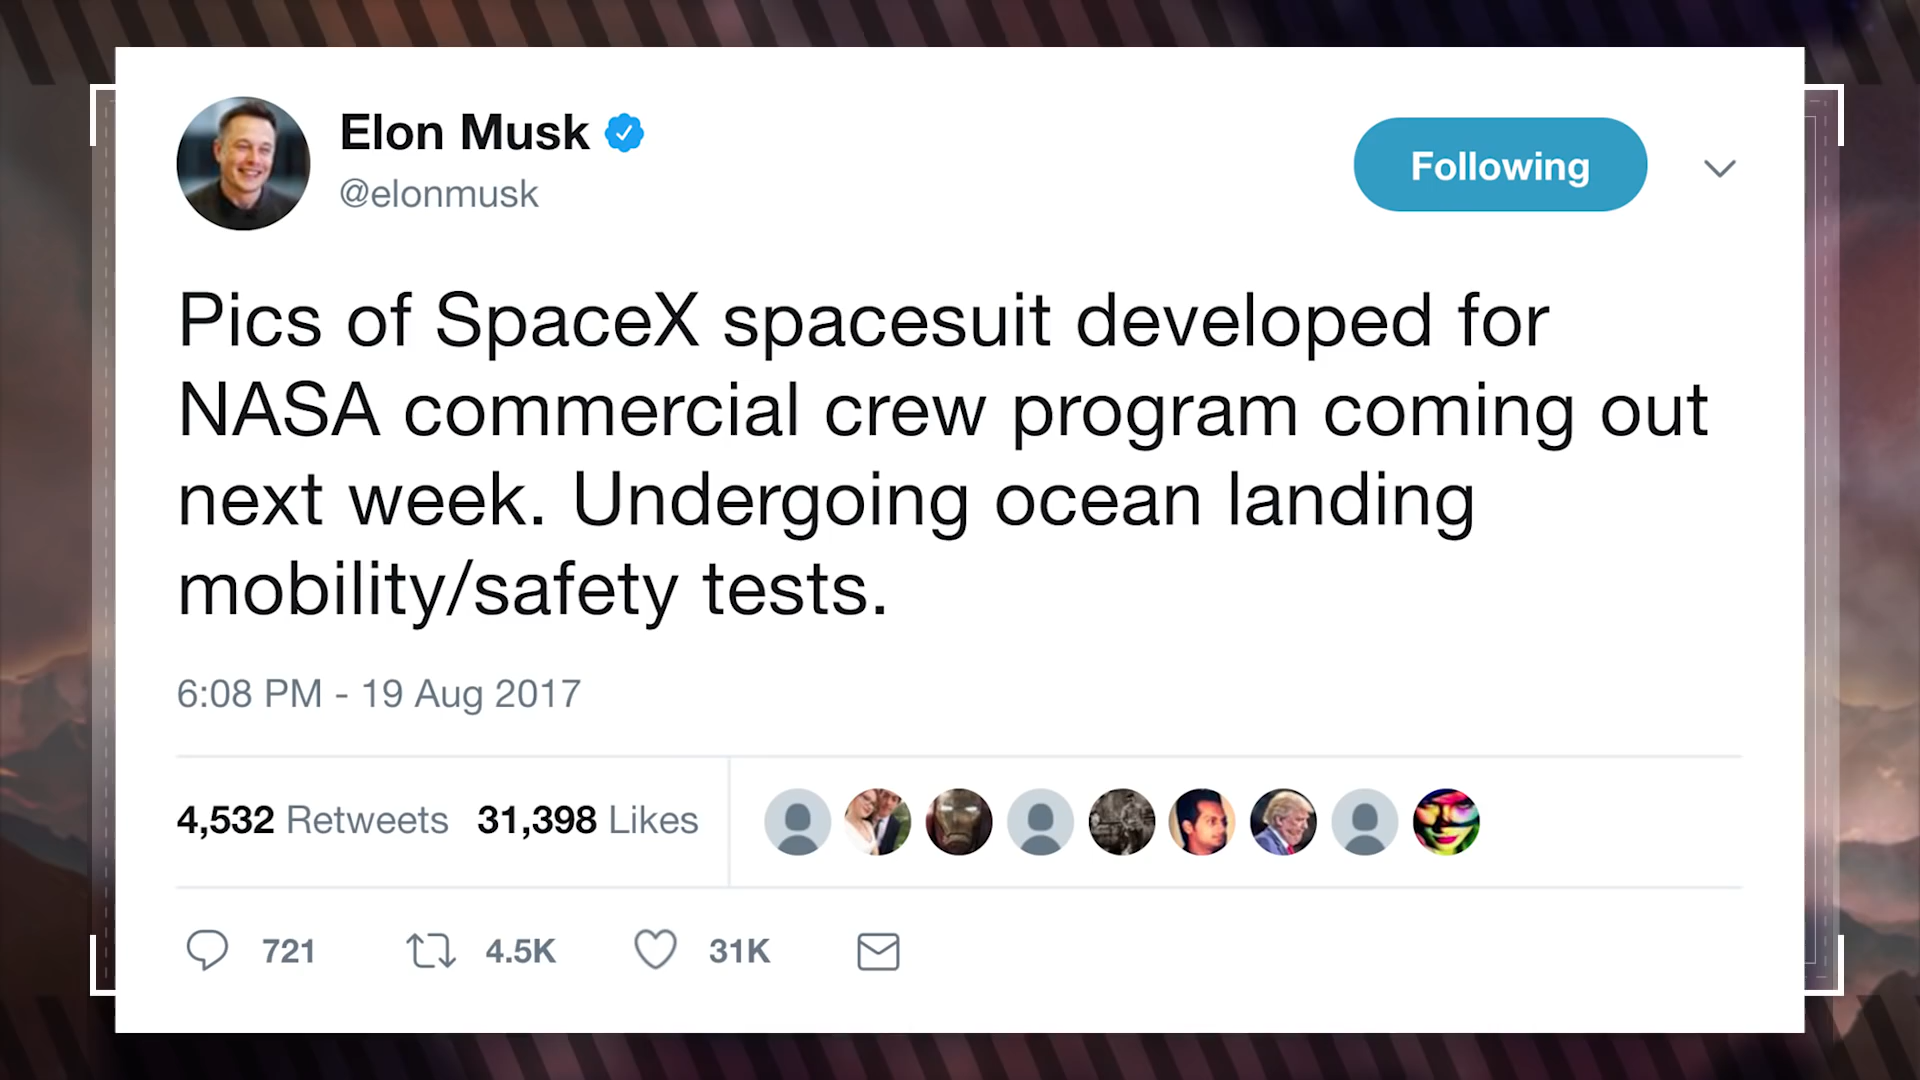 Elon Musk
@elonmusk
Following
Pics of SpaceX spacesuit developed for
NASA commercial crew program coming out
next week. Undergoing ocean landing
mobility/safety tests.
6:08 PM - 19 Aug 2017
4,532 Retweets 31,398 Likes
721 4.5K 31K